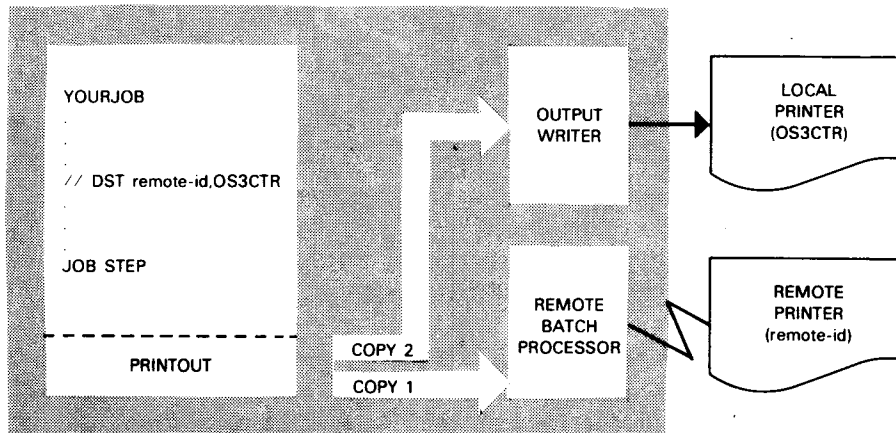 YOURJOB
.
.
.
// DST remote-id,OS3CTR
.
.
.
JOB STEP
PRINTOUT
COPY 2
COPY 1
OUTPUT
WRITER
REMOTE
BATCH
PROCESSOR
LOCAL
PRINTER
(OS3CTR)
REMOTE
PRINTER
(remote-id)